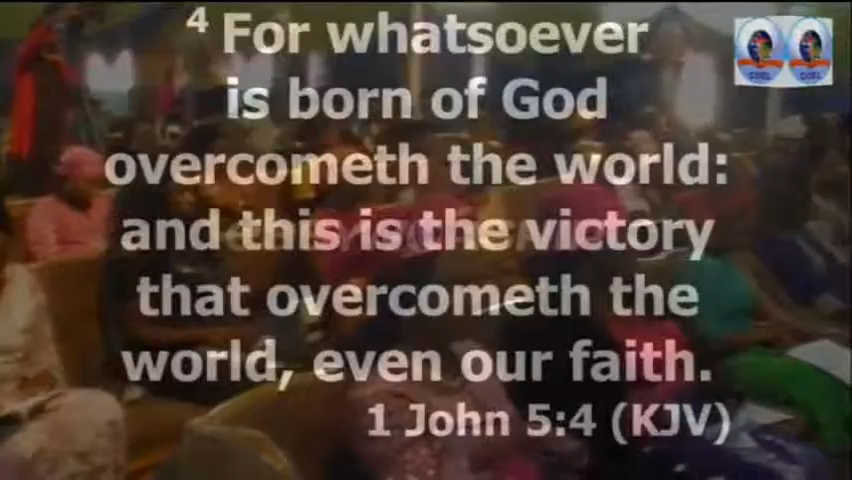 4 For whatsoever
is born of God
overcometh the world:
and this is the victory
that overcometh the
world, even our faith.
1 John 5:4 (KJV)